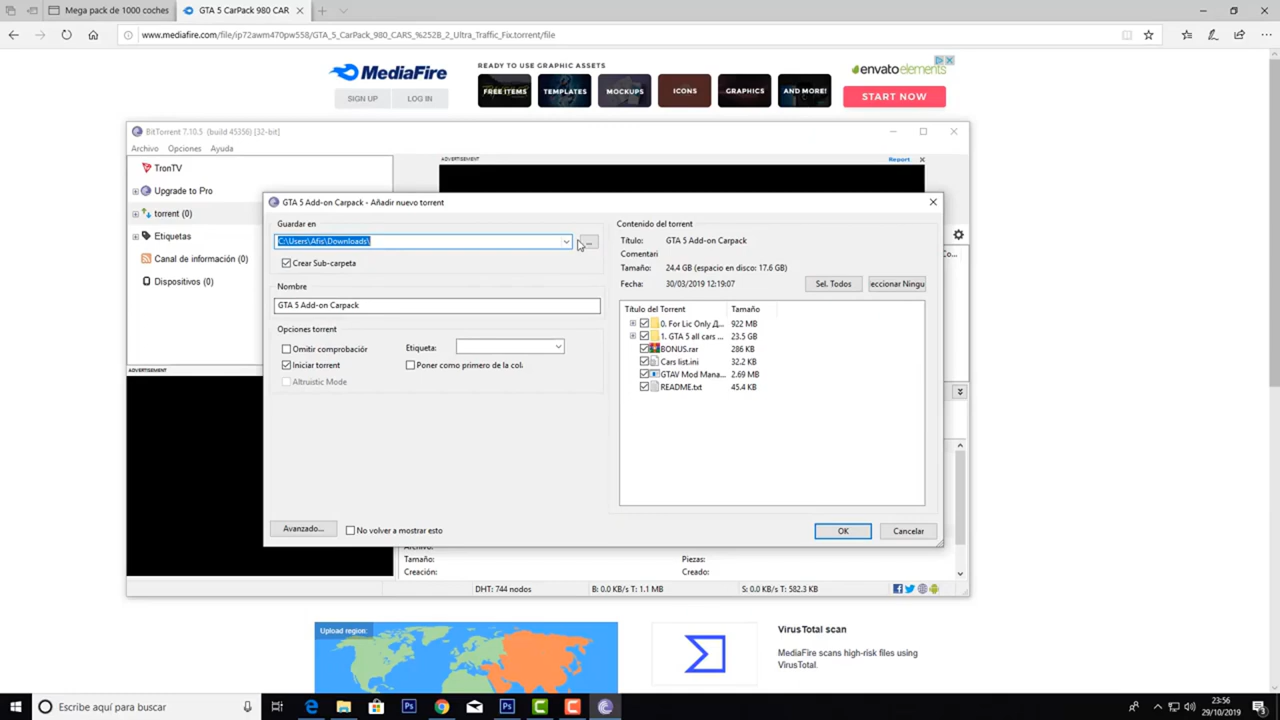 Mega pack de 1000 coches
GTA 5 CarPack 980 CAR
www.mediafire.com/file/ip72awm470pw558/GTA_5_CarPack_980_CARS_%252B_2_Ultra_Traffic_Fix.torrent/file
MediaFire
SIGN UP
LOG IN
READY TO USE GRAPHIC ASSETS
FREE ITEMS
TEMPLATES
MOCKUPS
ICONS
GRAPHICS
AND MORE!
envatoelements
START NOW
BitTorrent 7.10.5 (build 45356) [32-bit]
Archivo Opciones Ayuda
TronTV
Upgrade to Pro
torrent (0)
Etiquetas
Canal de información (0)
Dispositivos (0)
ADVERTISEMENT
ADVERTISEMENT
Report
Co...
GTA 5 Add-on Carpack - Añadir nuevo torrent
Guardar en
C:\Users\Afis\Downloads\
...
Crear Sub-carpeta
Nombre
GTA 5 Add-on Carpack
Opciones torrent
Omitir comprobación
Etiqueta:
Iniciar torrent
Poner como primero de la col
Altruistic Mode
Avanzado...
No volver a mostrar esto
Contenido del torrent
Título: GTA 5 Add-on Carpack
Comentari
Tamaño: 24.4 GB (espacio en disco: 17.6 GB)
Fecha: 30/03/2019 12:19:07
Sel. Todos
eccionar Ningu
Título del Torrent Tamaño
0. For Lic Only Д... 922 MB
1. GTA 5 all cars ... 23.5 GB
BONUS.rar 286 KB
Cars list.ini 32.2 KB
GTAV Mod Mana... 2.69 MB
README.txt 45.4 KB
OK
Cancelar
Archivo:
Tamaño:
Piezas:
Creación:
Creado:
DHT: 744 nodos
B: 0.0 KB/s T: 1.1 MB
S: 0.0 KB/s T: 582.3 KB
Upload region:
VirusTotal scan
MediaFire scans high-risk files using
VirusTotal.
Escribe aquí para buscar
23:56
29/10/2019
3